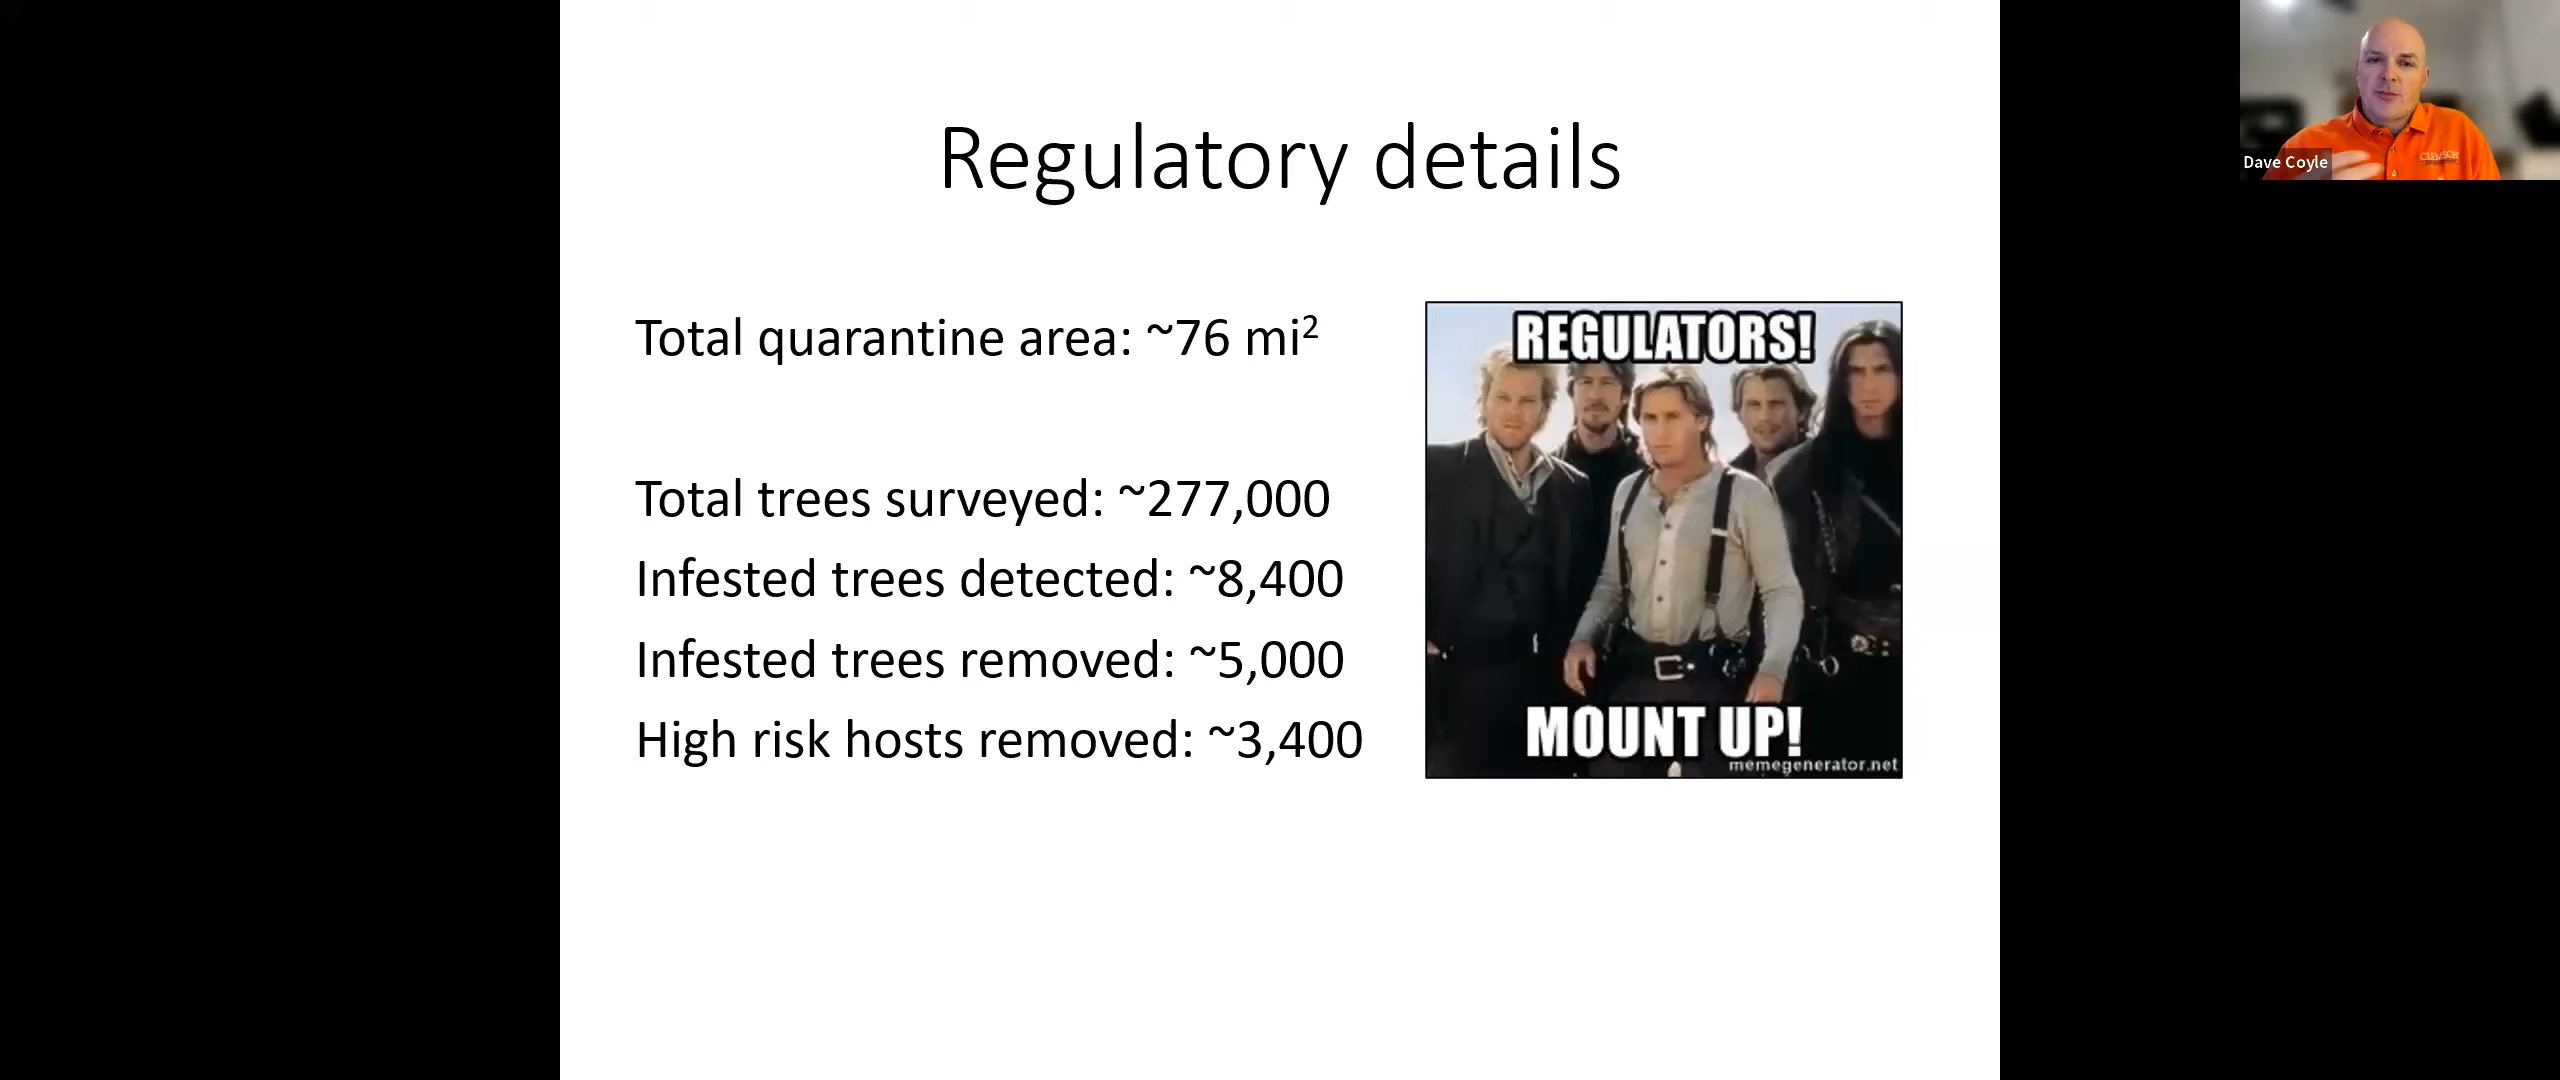 Regulatory details
Total quarantine area: ~76 mi²
Total trees surveyed: ~277,000
Infested trees detected: ~8,400
Infested trees removed: ~5,000
High risk hosts removed: ~3,400
REGULATORS!
MOUNT UP!
memegenerator.net
Dave Coyle
CLEMSON